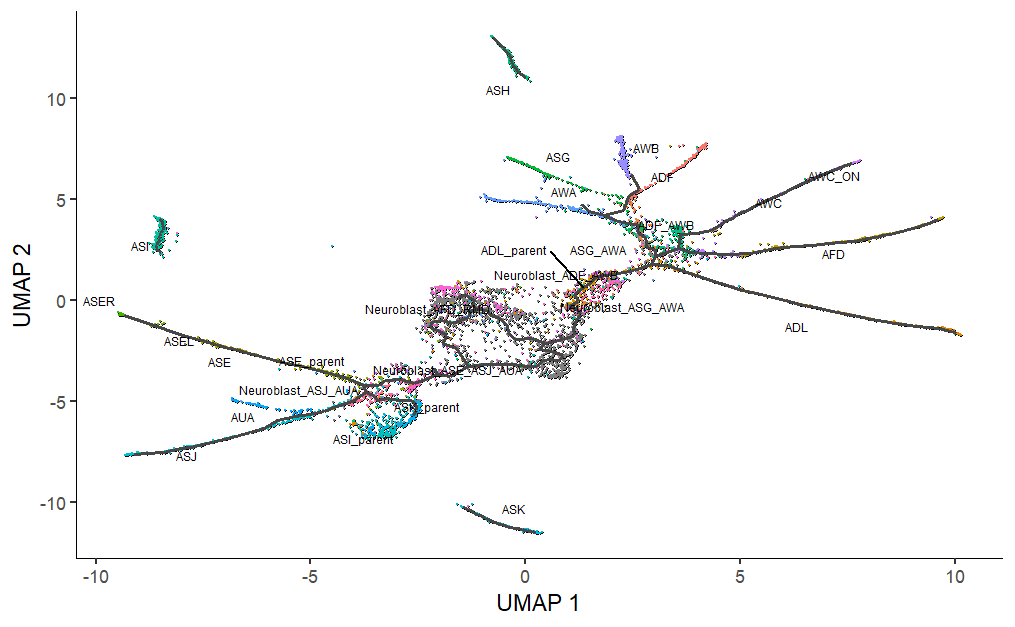 ASH
10
AWB
ASG
ADF
AWC_ON
AWA
AWC
5
ADF_AWB
UMAP 2
ASI
ADL_parent
ASG_AWA
AFD
Neuroblast_ADF_AWB
0
ASER
Neuroblast_AFD_RMD
Neuroblast_ASG_AWA
ADL
ASEL
ASE
ASE_parent
Neuroblast_ASE_ASJ_AUA
Neuroblast_ASJ_AUA
-5
ASK_parent
AUA
ASI_parent
ASJ
-10
ASK
-10
-5
0
5
10
UMAP 1